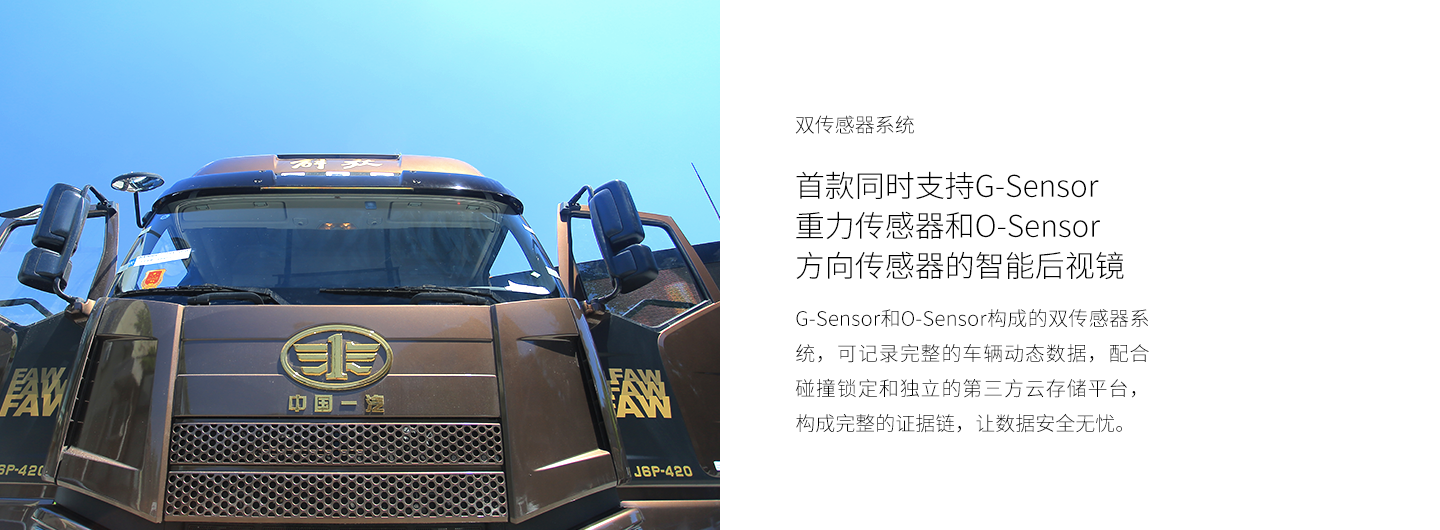 解放
中国一汽
FAW
FAW
FAW
FAW
FAW
FAW
J6P-420
J6P-420
双传感器系统
首款同时支持G-Sensor
重力传感器和O-Sensor
方向传感器的智能后视镜
G-Sensor和O-Sensor构成的双传感器系
统，可记录完整的车辆动态数据，配合
碰撞锁定和独立的第三方云存储平台，
构成完整的证据链，让数据安全无忧。